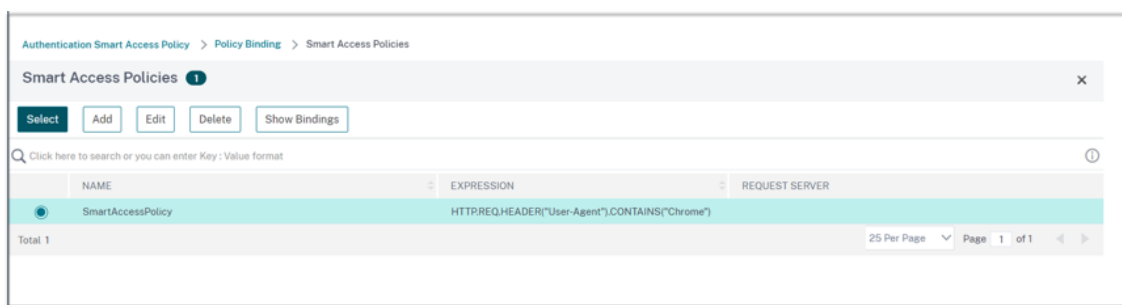 Authentication Smart Access Policy > Policy Binding > Smart Access Policies
Smart Access Policies 1
Select Add Edit Delete Show Bindings
Click here to search or you can enter Key : Value format
NAME EXPRESSION REQUEST SERVER
SmartAccessPolicy HTTP.REQ.HEADER("User-Agent").CONTAINS("Chrome")
Total 1 25 Per Page Page 1 of 1